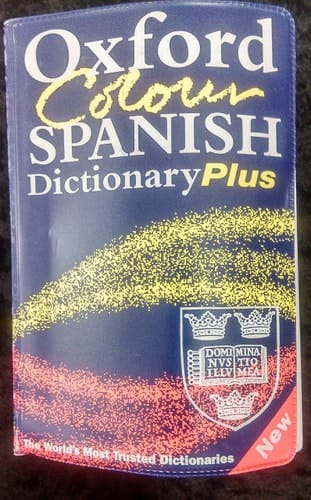 Oxford
Colour
SPANISH
Dictionary Plus
DOMI MINA
NVS TIO
ILLV MEA
New
The World's Most Trusted Dictionaries